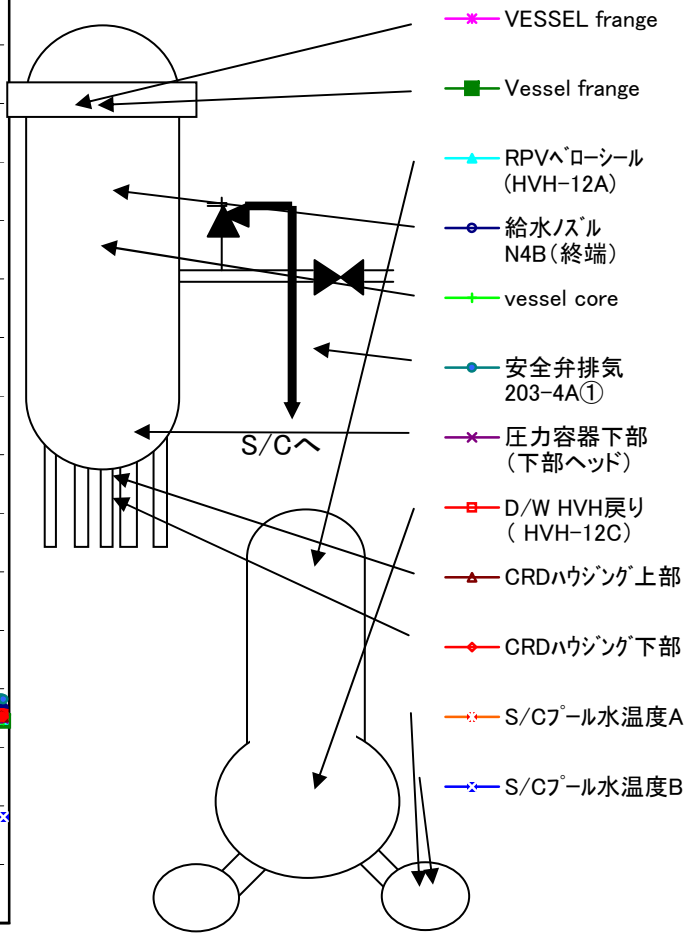 VESSEL frange
Vessel frange
RPVﾍﾞﾛｰｼｰﾙ
(HVH-12A)
給水ﾉｽﾞﾙ
N4B(終端)
vessel core
安全弁排気
203-4A①
S/Cへ
圧力容器下部
(下部ヘッド)
D/W HVH戻り
( HVH-12C)
CRDﾊｳｼﾞﾝｸﾞ上部
CRDﾊｳｼﾞﾝｸﾞ下部
S/Cﾌﾟｰﾙ水温度A
S/Cﾌﾟｰﾙ水温度B